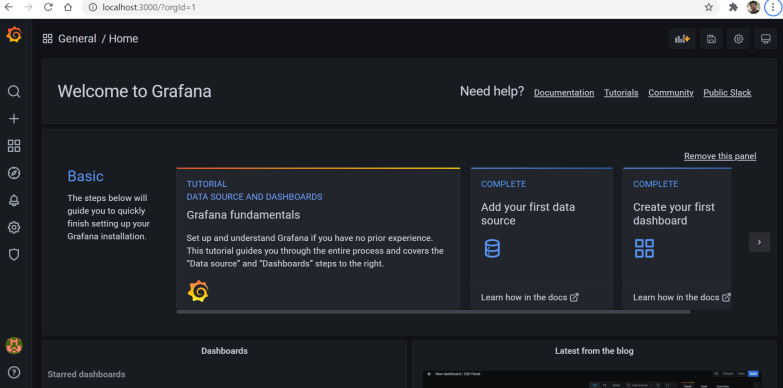 localhost:3000/?orgId=1
General / Home
Welcome to Grafana
Need help?
Documentation
Tutorials
Community
Public Slack
Remove this panel
Basic
The steps below will
guide you to quickly
finish setting up your
Grafana installation.
TUTORIAL
DATA SOURCE AND DASHBOARDS
Grafana fundamentals
Set up and understand Grafana if you have no prior experience.
This tutorial guides you through the entire process and covers the
“Data source” and “Dashboards” steps to the right.
COMPLETE
Add your first data
source
Learn how in the docs
COMPLETE
Create your first
dashboard
Learn how in the docs
Dashboards
Starred dashboards
Latest from the blog
New dashboard / Edit Panel